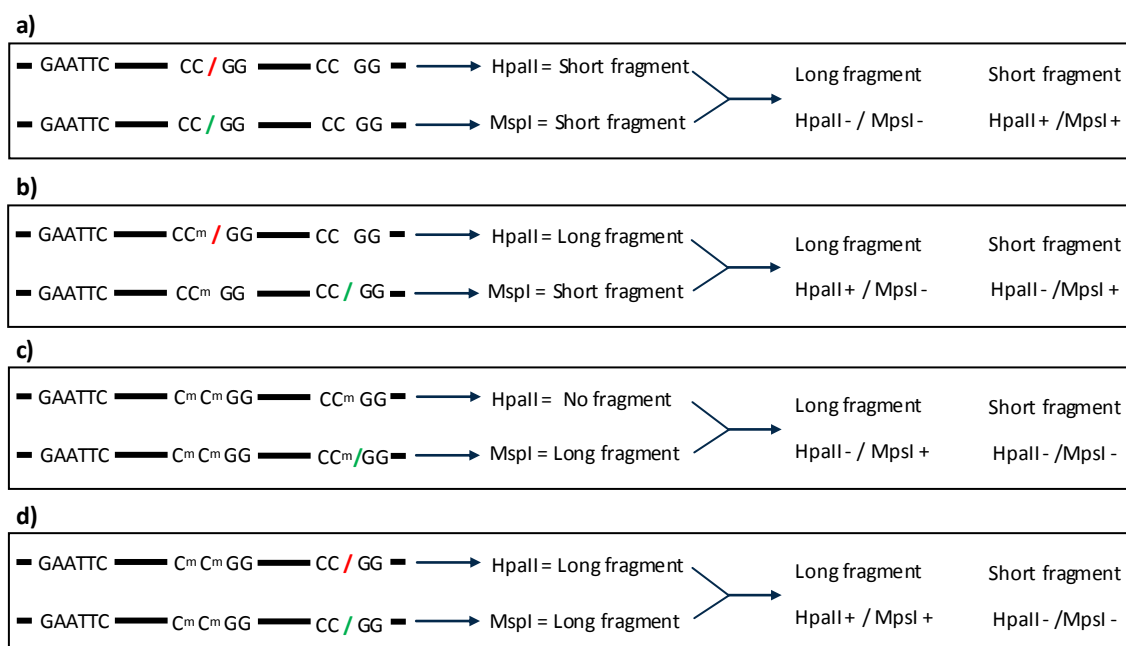 a)
GAATTC CC / GG CC GG HpaII = Short fragment Long fragment Short fragment
GAATTC CC / GG CC GG MspI = Short fragment HpaII - / MpsI - HpaII + /MpsI +
b)
GAATTC CCᵐ / GG CC GG HpaII = Long fragment Long fragment Short fragment
GAATTC CCᵐ GG CC / GG MspI = Short fragment HpaII + / MpsI - HpaII - /MpsI +
c)
GAATTC CᵐCᵐ GG CCᵐ GG HpaII = No fragment Long fragment Short fragment
GAATTC CᵐCᵐ GG CCᵐ /GG MspI = Long fragment HpaII - / MpsI + HpaII - /MpsI -
d)
GAATTC CᵐCᵐ GG CC / GG HpaII = Long fragment Long fragment Short fragment
GAATTC CᵐCᵐ GG CC / GG MspI = Long fragment HpaII + / MpsI + HpaII - /MpsI -